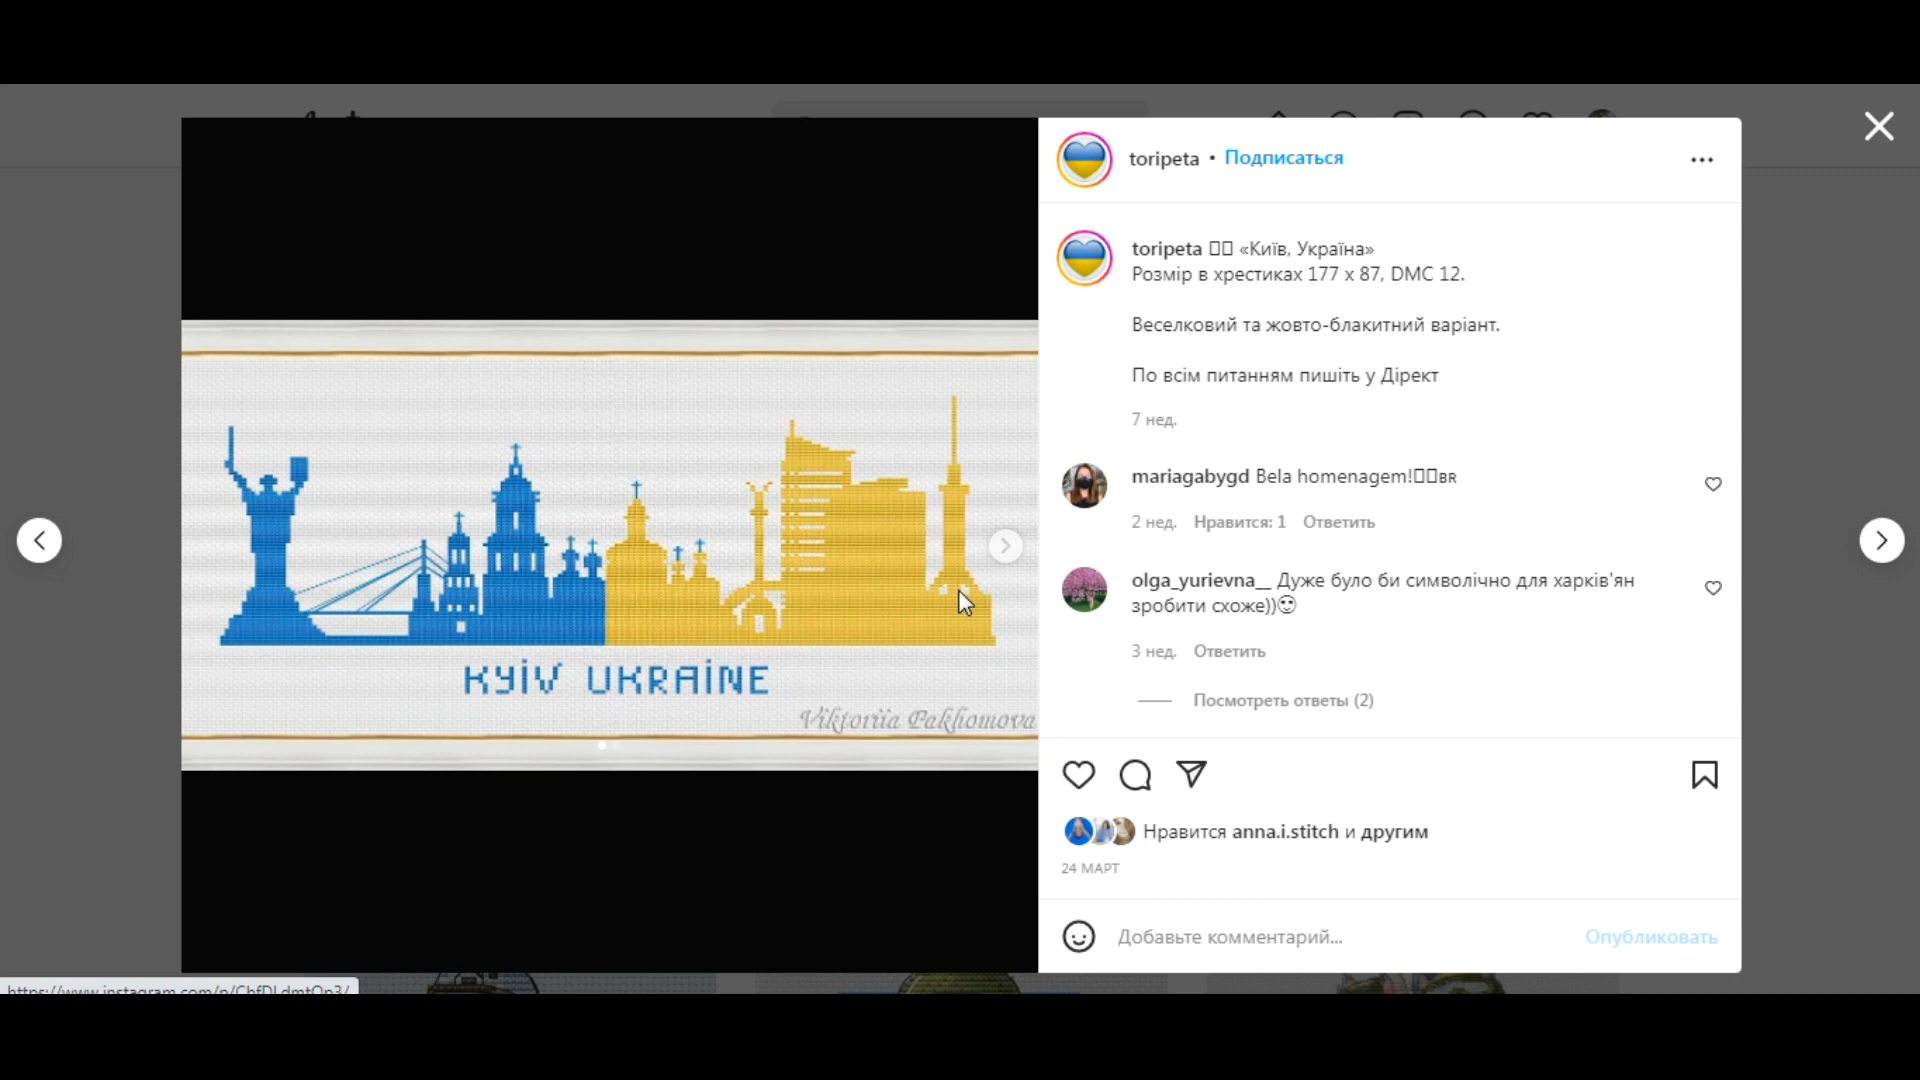 toripeta • Подписаться
toripeta «Київ, Україна»
Розмір в хрестиках 177 x 87, DMC 12.
Веселковий та жовто-блакитний варіант.
По всім питанням пишіть у Дірект
7 нед.
mariagabygd Bela homenagem!BR
2 нед. Нравится: 1 Ответить
olga_yurievna__ Дуже було би символічно для харків'ян
зробити схоже))
3 нед. Ответить
Посмотреть ответы (2)
Нравится anna.i.stitch и другим
24 МАРТ
Добавьте комментарий... Опубликовать
KYIV UKRAINE
Viktoriia Pakhomova